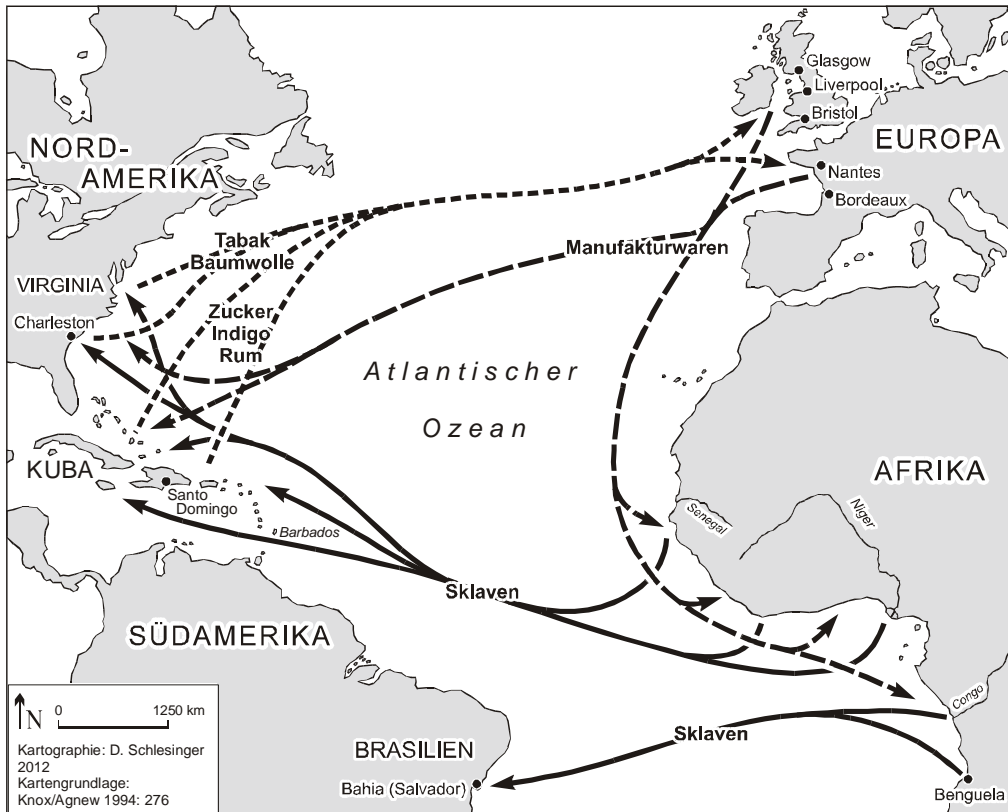 Glasgow
Liverpool
Bristol
NORD-
AMERIKA
EUROPA
Nantes
Bordeaux
Tabak
Baumwolle
Manufakturwaren
VIRGINIA
Zucker
Indigo
Rum
Charleston
Atlantischer
Ozean
KUBA
AFRIKA
Santo
Domingo
Senegal
Niger
Barbados
Sklaven
SÜDAMERIKA
N
0 1250 km
Congo
Sklaven
Kartographie: D. Schlesinger
2012
Kartengrundlage:
Knox/Agnew 1994: 276
BRASILIEN
Bahia (Salvador)
Benguela